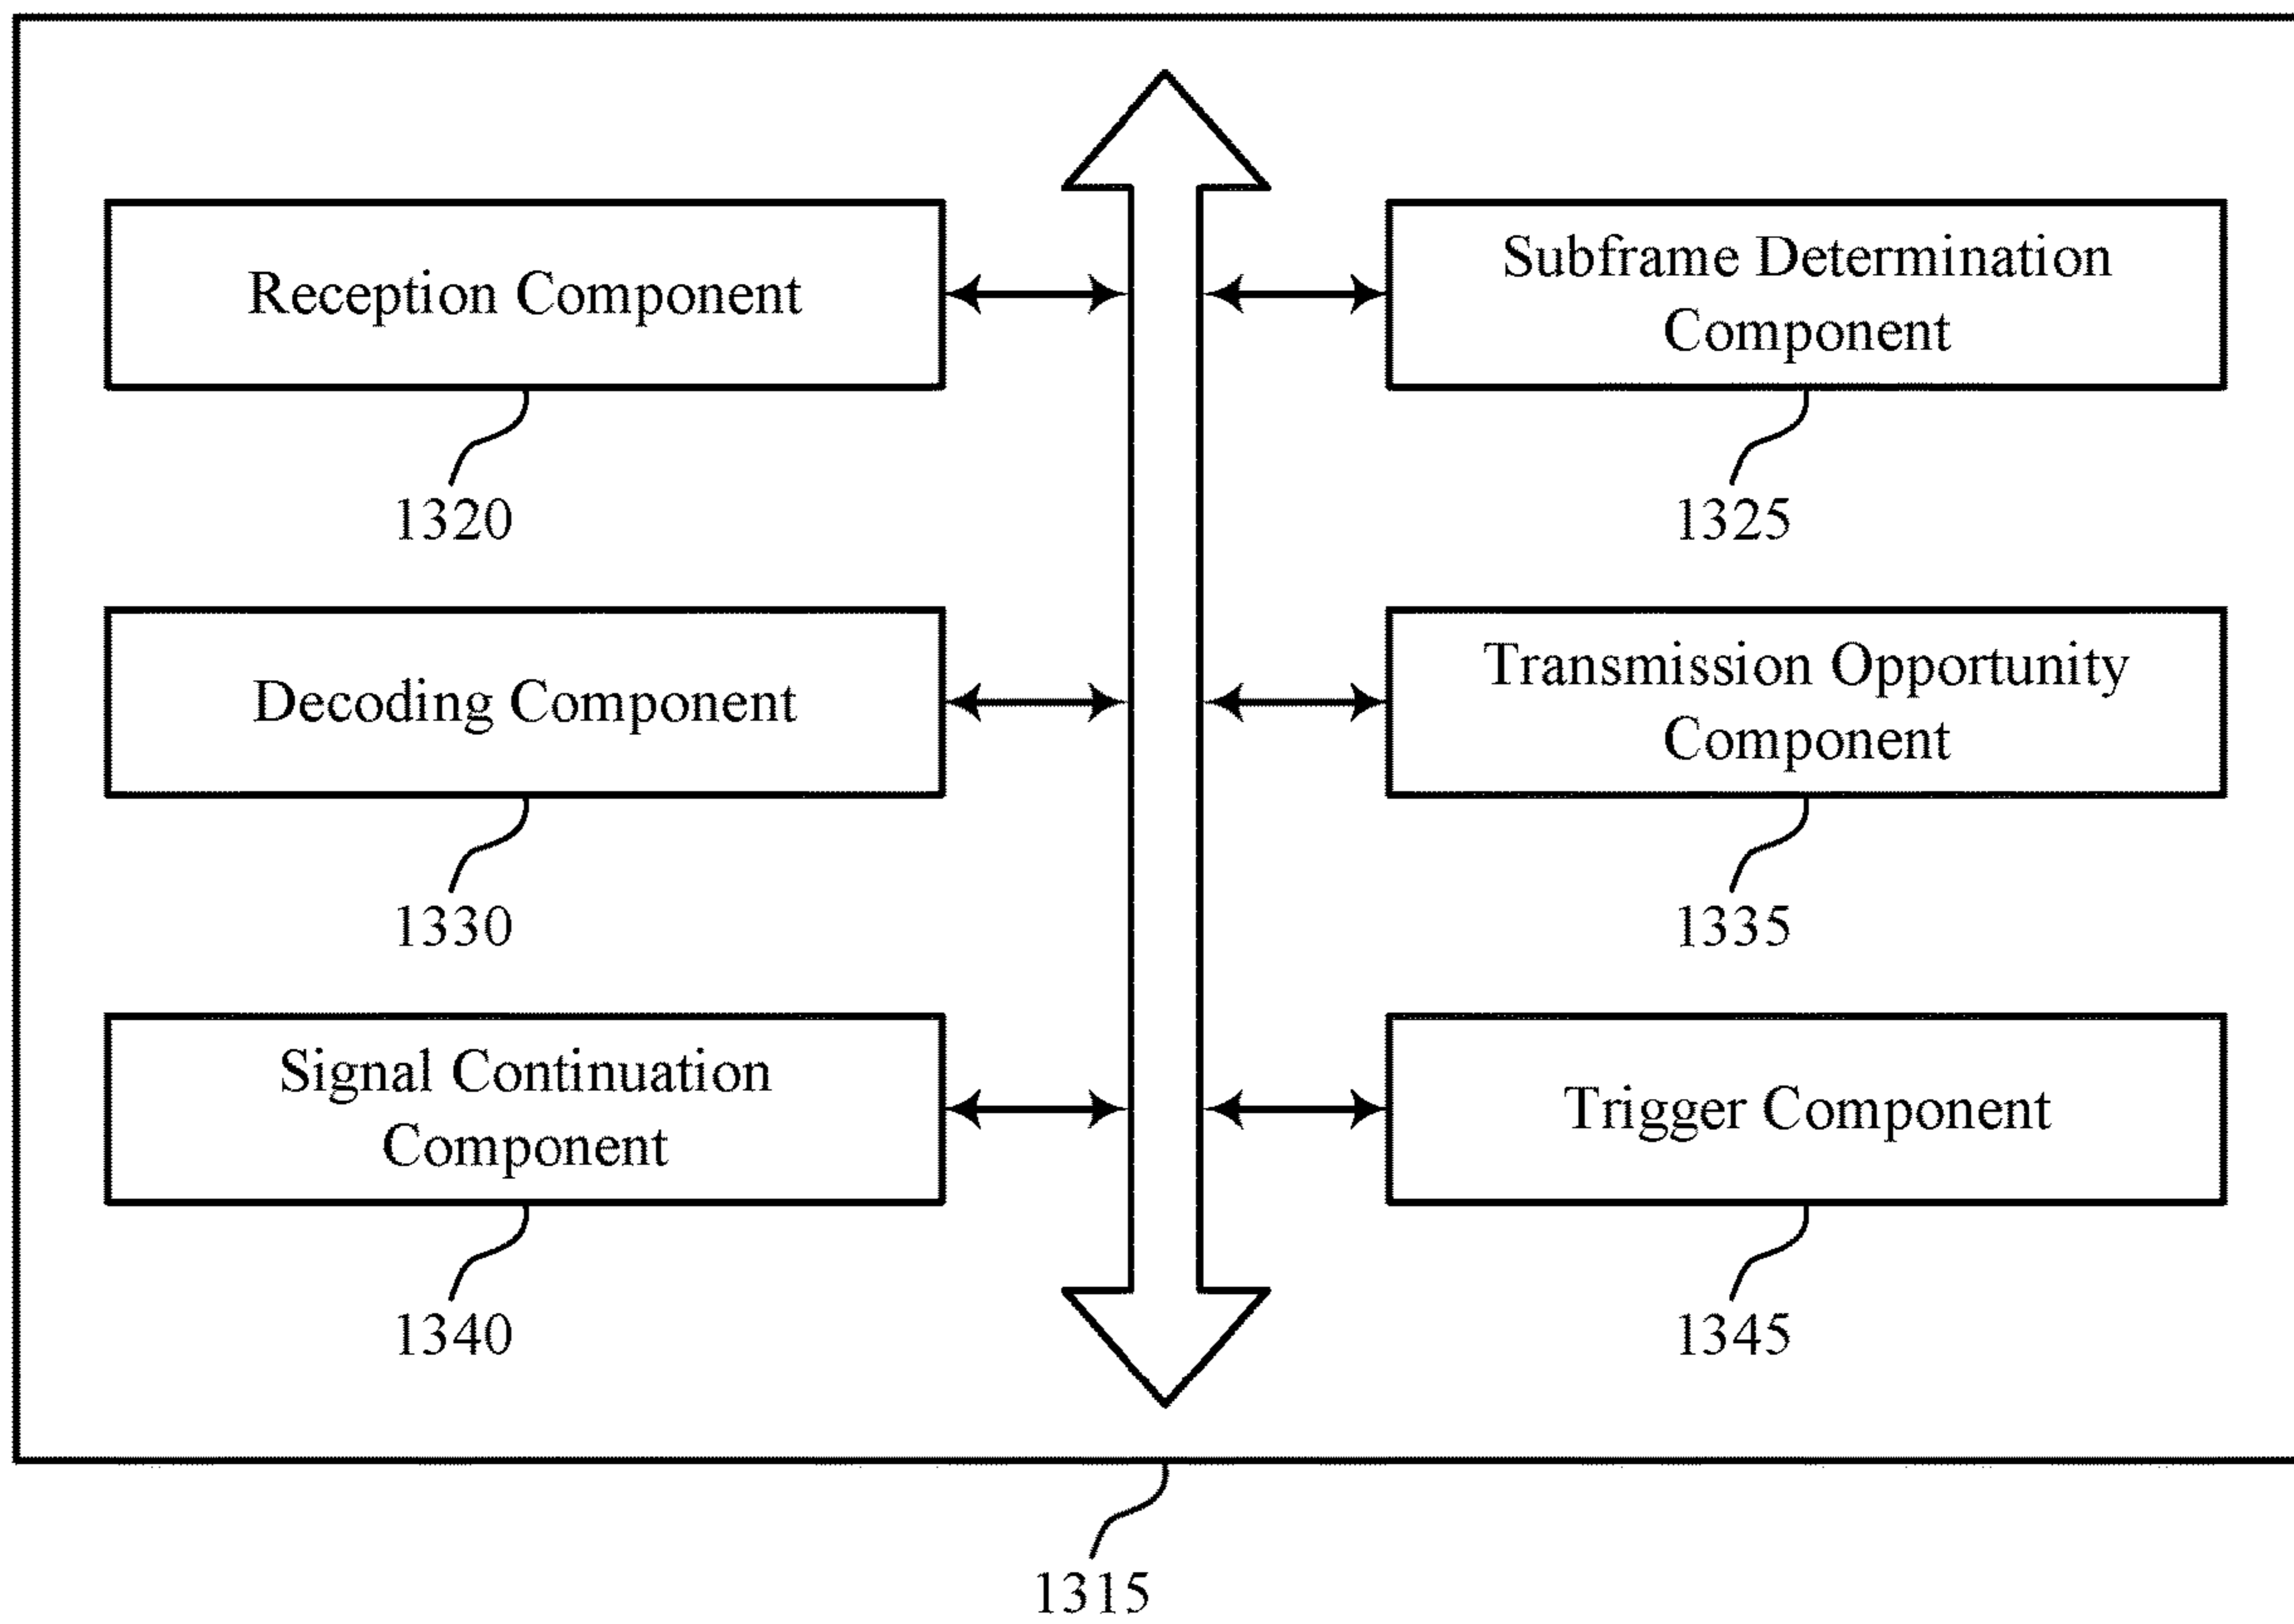 Reception Component
1320
Subframe Determination
Component
1325
Decoding Component
1330
Transmission Opportunity
Component
1335
Signal Continuation
Component
1340
Trigger Component
1345
1315